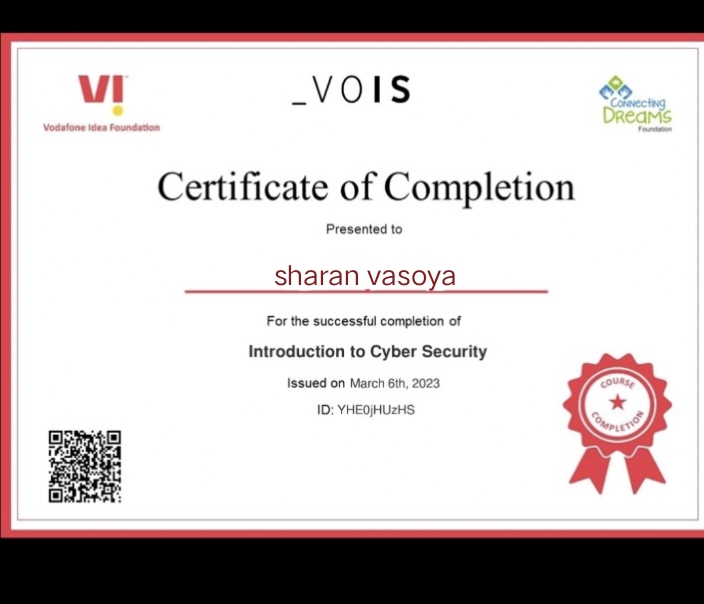 VI
Vodafone Idea Foundation
_VOIS
Connecting
Dreams
Foundation
Certificate of Completion
Presented to
sharan vasoya
For the successful completion of
Introduction to Cyber Security
Issued on March 6th, 2023
ID: YHE0jHUzHS
COURSE
COMPLETION